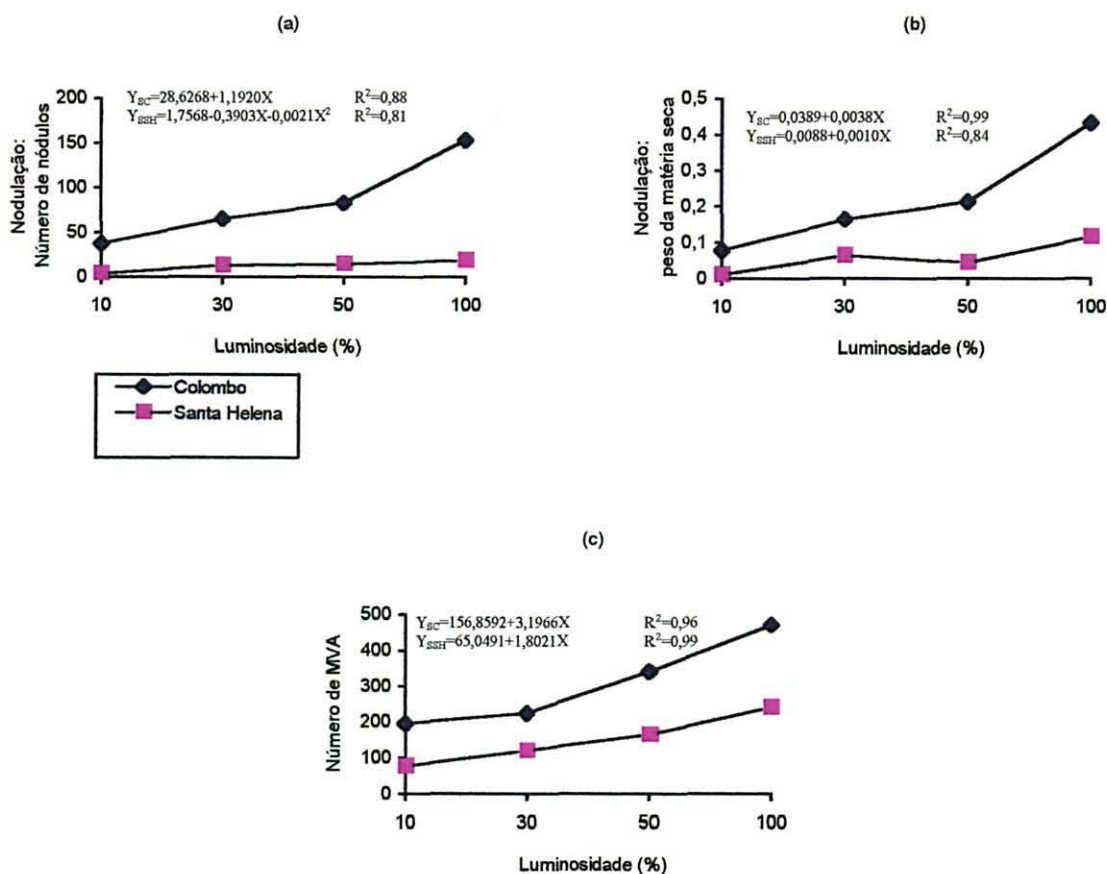 (a)
Y_SC=28,6268+1,1920X R²=0,88
Y_SSH=1,7568-0,3903X-0,0021X² R²=0,81
Nodulação:
Número de nódulos
200
150
100
50
0
10 30 50 100
Luminosidade (%)
Colombo
Santa Helena
(b)
Y_SC=0,0389+0,0038X R²=0,99
Y_SSH=0,0088+0,0010X R²=0,84
Nodulação:
peso da matéria seca
0,5
0,4
0,3
0,2
0,1
0
10 30 50 100
Luminosidade (%)
(c)
Y_SC=156,8592+3,1966X R²=0,96
Y_SSH=65,0491+1,8021X R²=0,99
Número de MVA
500
400
300
200
100
0
10 30 50 100
Luminosidade (%)